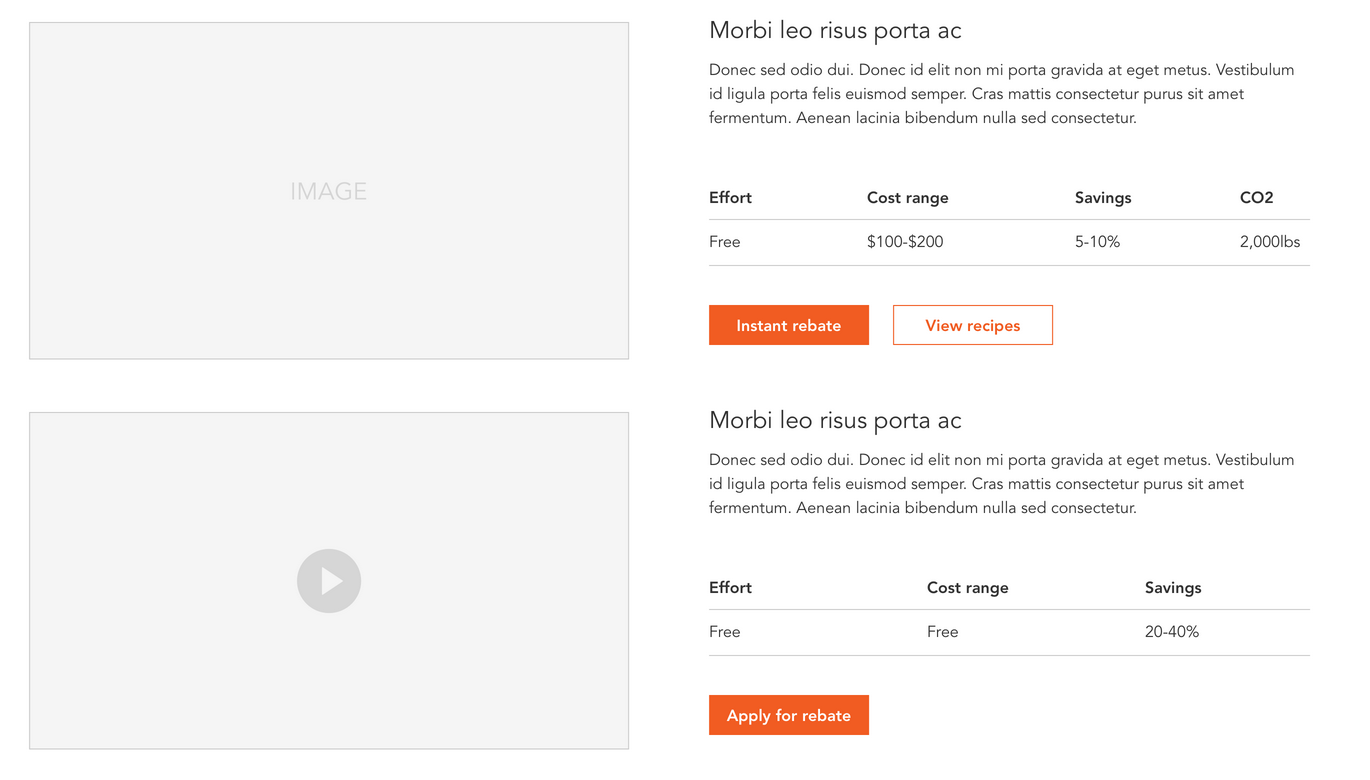 IMAGE
Morbi leo risus porta ac
Donec sed odio dui. Donec id elit non mi porta gravida at eget metus. Vestibulum
id ligula porta felis euismod semper. Cras mattis consectetur purus sit amet
fermentum. Aenean lacinia bibendum nulla sed consectetur.
Effort Cost range Savings CO2
Free $100-$200 5-10% 2,000lbs
Instant rebate View recipes
Morbi leo risus porta ac
Donec sed odio dui. Donec id elit non mi porta gravida at eget metus. Vestibulum
id ligula porta felis euismod semper. Cras mattis consectetur purus sit amet
fermentum. Aenean lacinia bibendum nulla sed consectetur.
Effort Cost range Savings
Free Free 20-40%
Apply for rebate